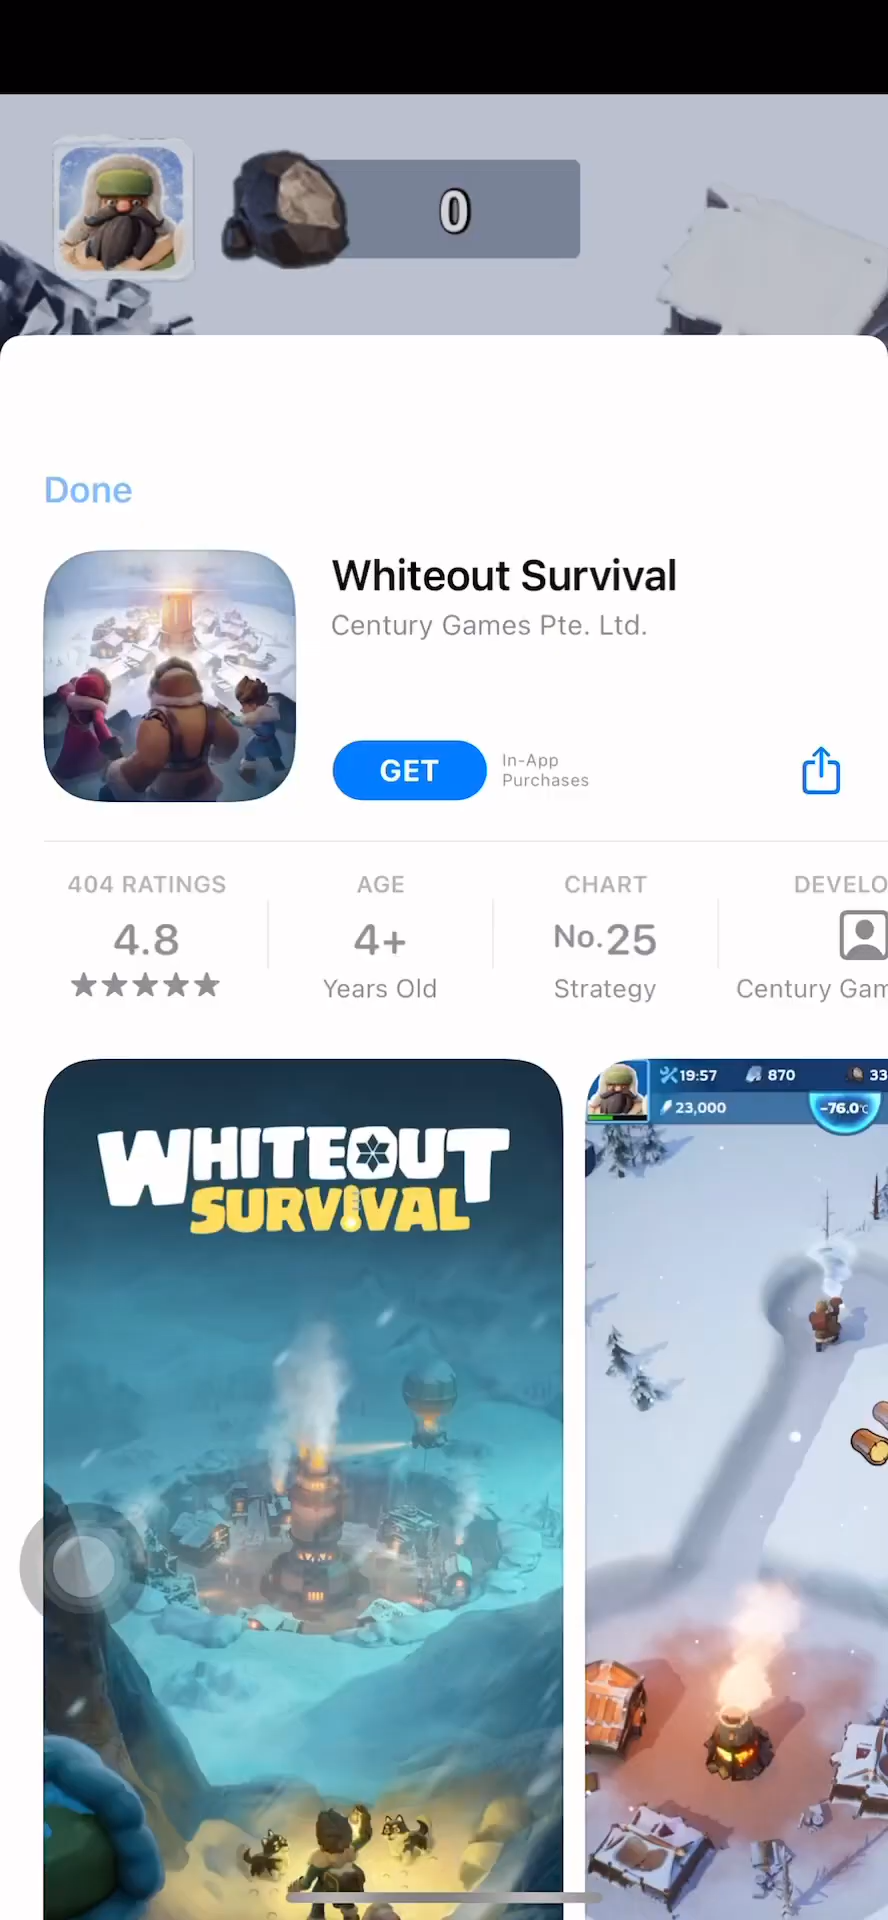 0
Done
Whiteout Survival
Century Games Pte. Ltd.
GET
In-App
Purchases
404 RATINGS
4.8
AGE
4+
Years Old
CHART
No.25
Strategy
DEVELO
Century Gam
WHITEOUT
SURVIVAL
19:57
870
33
23,000
-76.0℃